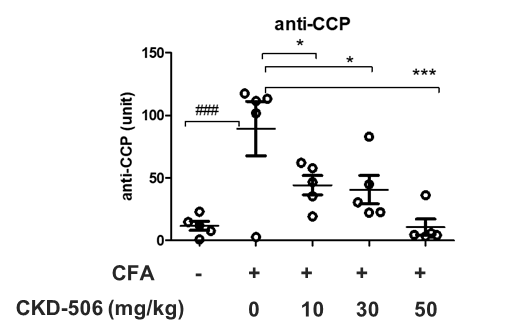 anti-CCP
*
*
***
###
anti-CCP (unit)
150
100
50
0
CFA - + + + +
CKD-506 (mg/kg) 0 10 30 50